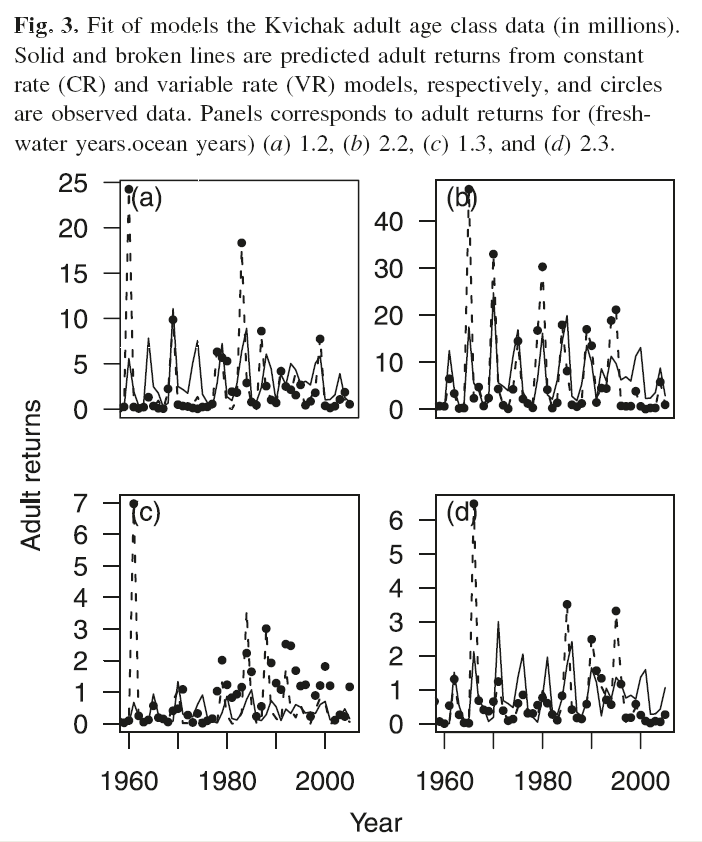 Fig. 3. Fit of models the Kvichak adult age class data (in millions).
Solid and broken lines are predicted adult returns from constant
rate (CR) and variable rate (VR) models, respectively, and circles
are observed data. Panels corresponds to adult returns for (fresh-
water years.ocean years) (a) 1.2, (b) 2.2, (c) 1.3, and (d) 2.3.
25
20
15
10
5
0
(a)
40
30
20
10
0
(b)
Adult returns
7
6
5
4
3
2
1
0
(c)
1960 1980 2000
6
5
4
3
2
1
0
(d)
1960 1980 2000
Year